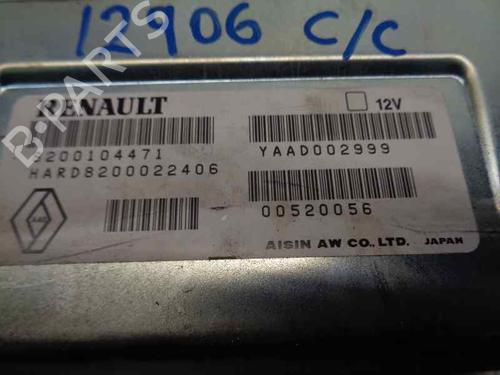 12906 C/C
RENAULT
12V
8200104471
YAAD002999
HARD8200022406
00520056
AISIN AW CO., LTD. JAPAN
B-PARTS